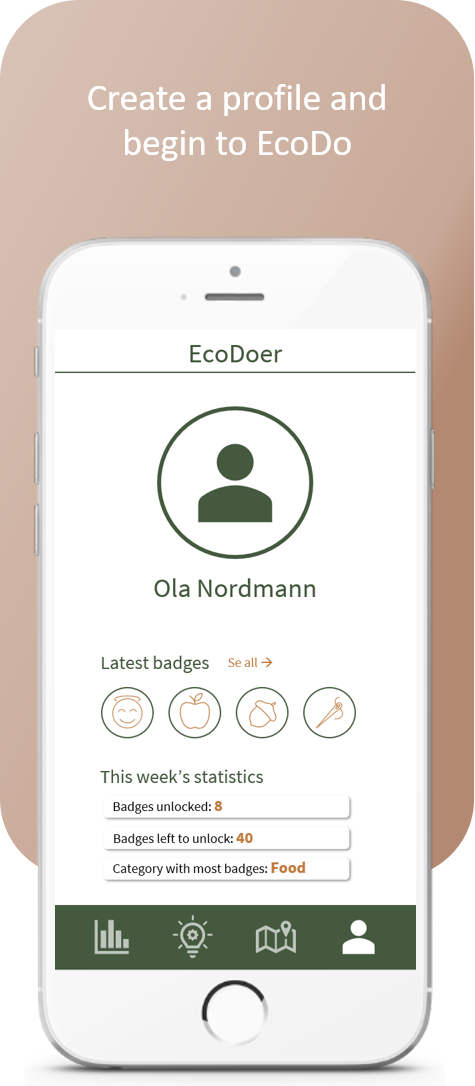 Create a profile and
begin to EcoDo
EcoDoer
Ola Nordmann
Latest badges Se all →
This week's statistics
Badges unlocked: 8
Badges left to unlock: 40
Category with most badges: Food